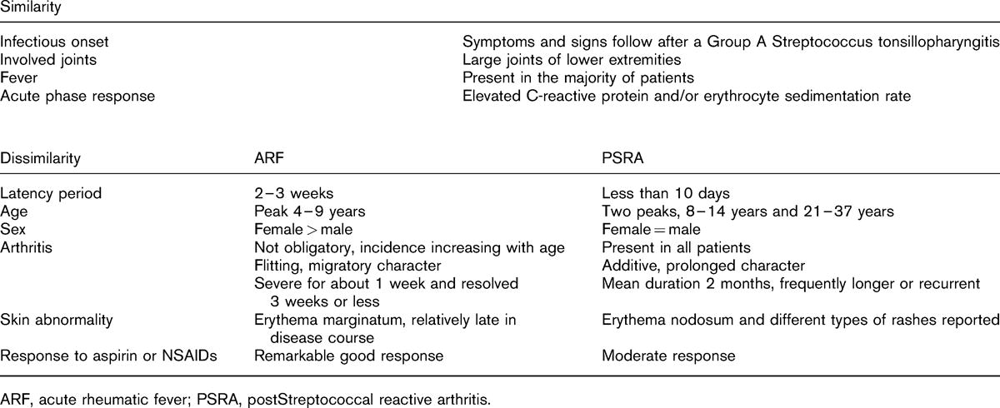 Similarity
Infectious onset Symptoms and signs follow after a Group A Streptococcus tonsillopharyngitis
Involved joints Large joints of lower extremities
Fever Present in the majority of patients
Acute phase response Elevated C-reactive protein and/or erythrocyte sedimentation rate
Dissimilarity ARF PSRA
Latency period 2–3 weeks Less than 10 days
Age Peak 4–9 years Two peaks, 8–14 years and 21–37 years
Sex Female > male Female = male
Arthritis Not obligatory, incidence increasing with age Present in all patients
Flitting, migratory character Additive, prolonged character
Severe for about 1 week and resolved Mean duration 2 months, frequently longer or recurrent
3 weeks or less
Skin abnormality Erythema marginatum, relatively late in Erythema nodosum and different types of rashes reported
disease course
Response to aspirin or NSAIDs Remarkable good response Moderate response
ARF, acute rheumatic fever; PSRA, postStreptococcal reactive arthritis.